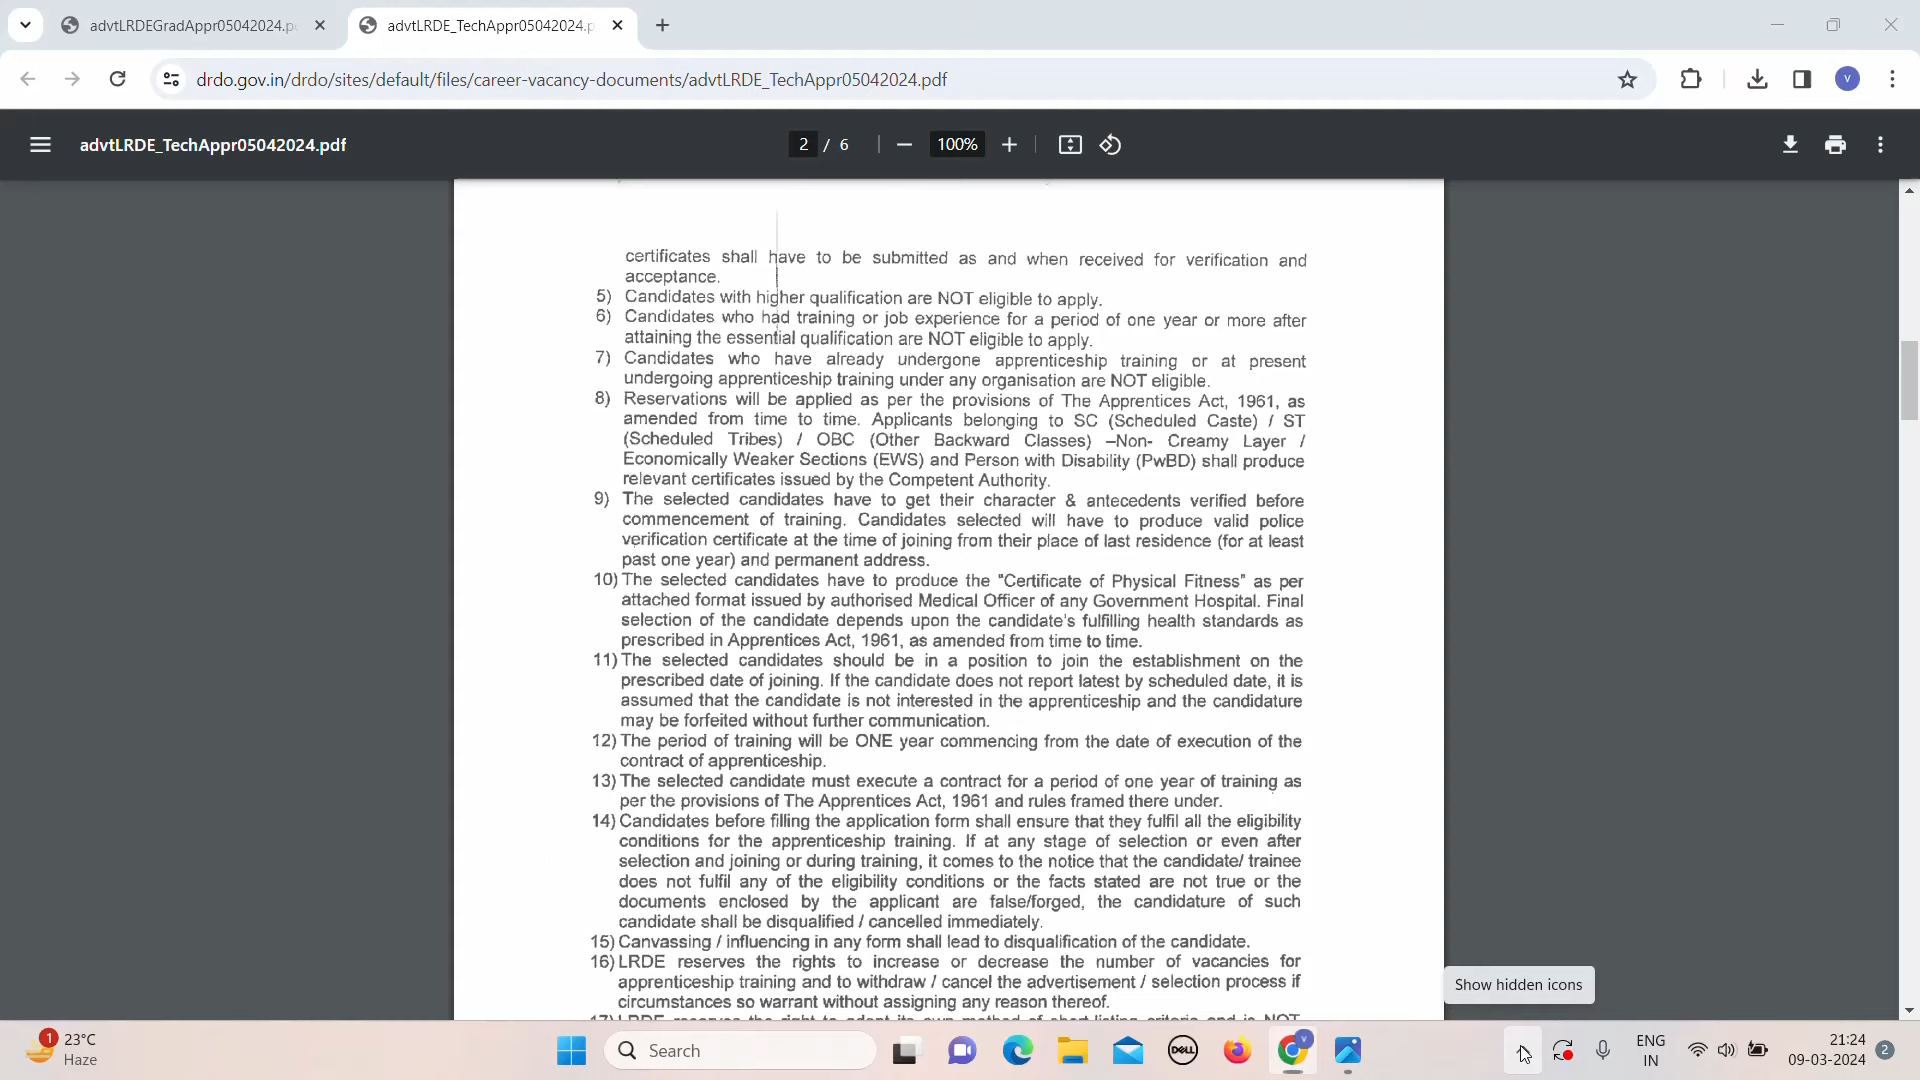 advtLRDEGradAppr05042024.p
advtLRDE_TechAppr05042024.p
drdo.gov.in/drdo/sites/default/files/career-vacancy-documents/advtLRDE_TechAppr05042024.pdf
V
advtLRDE_TechAppr05042024.pdf
2 / 6
100%
certificates shall have to be submitted as and when received for verification and
acceptance.
5) Candidates with higher qualification are NOT eligible to apply.
6) Candidates who had training or job experience for a period of one year or more after
attaining the essential qualification are NOT eligible to apply.
7) Candidates who have already undergone apprenticeship training or at present
undergoing apprenticeship training under any organisation are NOT eligible.
8) Reservations will be applied as per the provisions of The Apprentices Act, 1961, as
amended from time to time. Applicants belonging to SC (Scheduled Caste) / ST
(Scheduled Tribes) / OBC (Other Backward Classes) –Non- Creamy Layer /
Economically Weaker Sections (EWS) and Person with Disability (PwBD) shall produce
relevant certificates issued by the Competent Authority.
9) The selected candidates have to get their character & antecedents verified before
commencement of training. Candidates selected will have to produce valid police
verification certificate at the time of joining from their place of last residence (for at least
past one year) and permanent address.
10) The selected candidates have to produce the "Certificate of Physical Fitness" as per
attached format issued by authorised Medical Officer of any Government Hospital. Final
selection of the candidate depends upon the candidate's fulfilling health standards as
prescribed in Apprentices Act, 1961, as amended from time to time.
11) The selected candidates should be in a position to join the establishment on the
prescribed date of joining. If the candidate does not report latest by scheduled date, it is
assumed that the candidate is not interested in the apprenticeship and the candidature
may be forfeited without further communication.
12) The period of training will be ONE year commencing from the date of execution of the
contract of apprenticeship.
13) The selected candidate must execute a contract for a period of one year of training as
per the provisions of The Apprentices Act, 1961 and rules framed there under.
14) Candidates before filling the application form shall ensure that they fulfil all the eligibility
conditions for the apprenticeship training. If at any stage of selection or even after
selection and joining or during training, it comes to the notice that the candidate/ trainee
does not fulfil any of the eligibility conditions or the facts stated are not true or the
documents enclosed by the applicant are false/forged, the candidature of such
candidate shall be disqualified / cancelled immediately.
15) Canvassing / influencing in any form shall lead to disqualification of the candidate.
16) LRDE reserves the rights to increase or decrease the number of vacancies for
apprenticeship training and to withdraw / cancel the advertisement / selection process if
circumstances so warrant without assigning any reason thereof.
17) LRDE reserves the right to adopt its own method of short-listing criteria and is NOT
Show hidden icons
1
23°C
Haze
Search
DELL
V
ENG
IN
21:24
09-03-2024
2